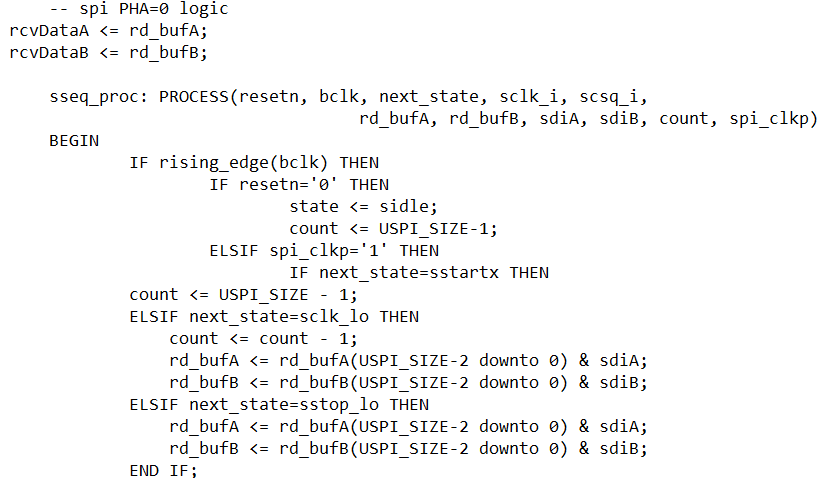 -- spi PHA=0 logic
rcvDataA <= rd_bufA;
rcvDataB <= rd_bufB;
sseq_proc: PROCESS(resetn, bclk, next_state, sclk_i, scsq_i,
rd_bufA, rd_bufB, sdiA, sdiB, count, spi_clkp)
BEGIN
IF rising_edge(bclk) THEN
IF resetn='0' THEN
state <= sidle;
count <= USPI_SIZE-1;
ELSIF spi_clkp='1' THEN
IF next_state=sstartx THEN
count <= USPI_SIZE - 1;
ELSIF next_state=sclk_lo THEN
count <= count - 1;
rd_bufA <= rd_bufA(USPI_SIZE-2 downto 0) & sdiA;
rd_bufB <= rd_bufB(USPI_SIZE-2 downto 0) & sdiB;
ELSIF next_state=sstop_lo THEN
rd_bufA <= rd_bufA(USPI_SIZE-2 downto 0) & sdiA;
rd_bufB <= rd_bufB(USPI_SIZE-2 downto 0) & sdiB;
END IF;